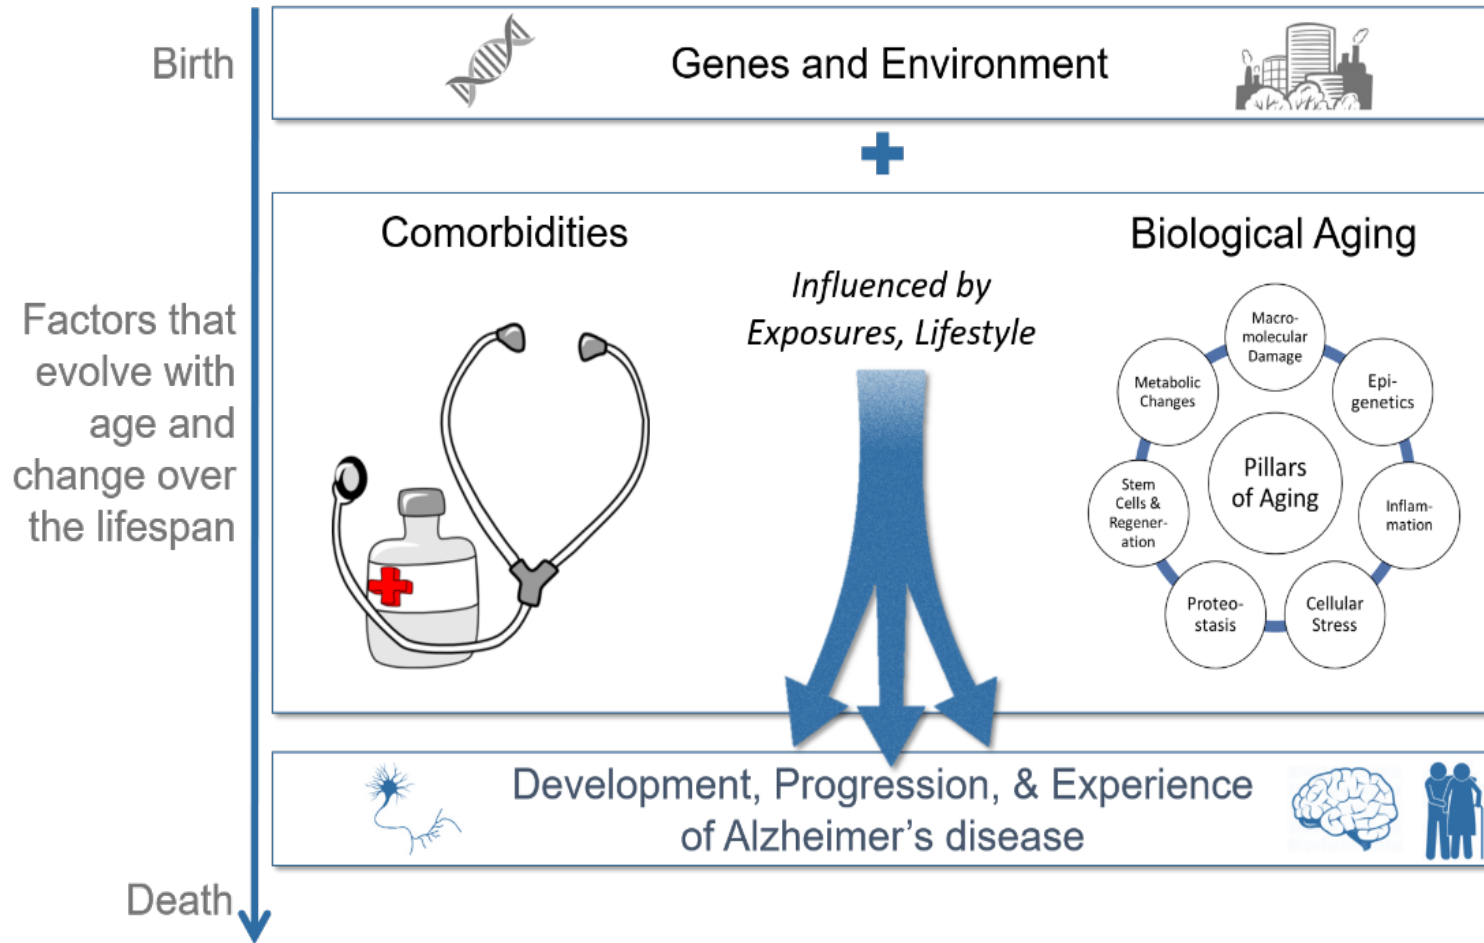 Birth
Genes and Environment
Factors that
evolve with
age and
change over
the lifespan
Comorbidities
Influenced by
Exposures, Lifestyle
Biological Aging
Macro-
molecular
Damage
Epi-
genetics
Inflam-
mation
Cellular
Stress
Proteo-
stasis
Stem
Cells &
Regener-
ation
Metabolic
Changes
Pillars
of Aging
Development, Progression, & Experience
of Alzheimer’s disease
Death